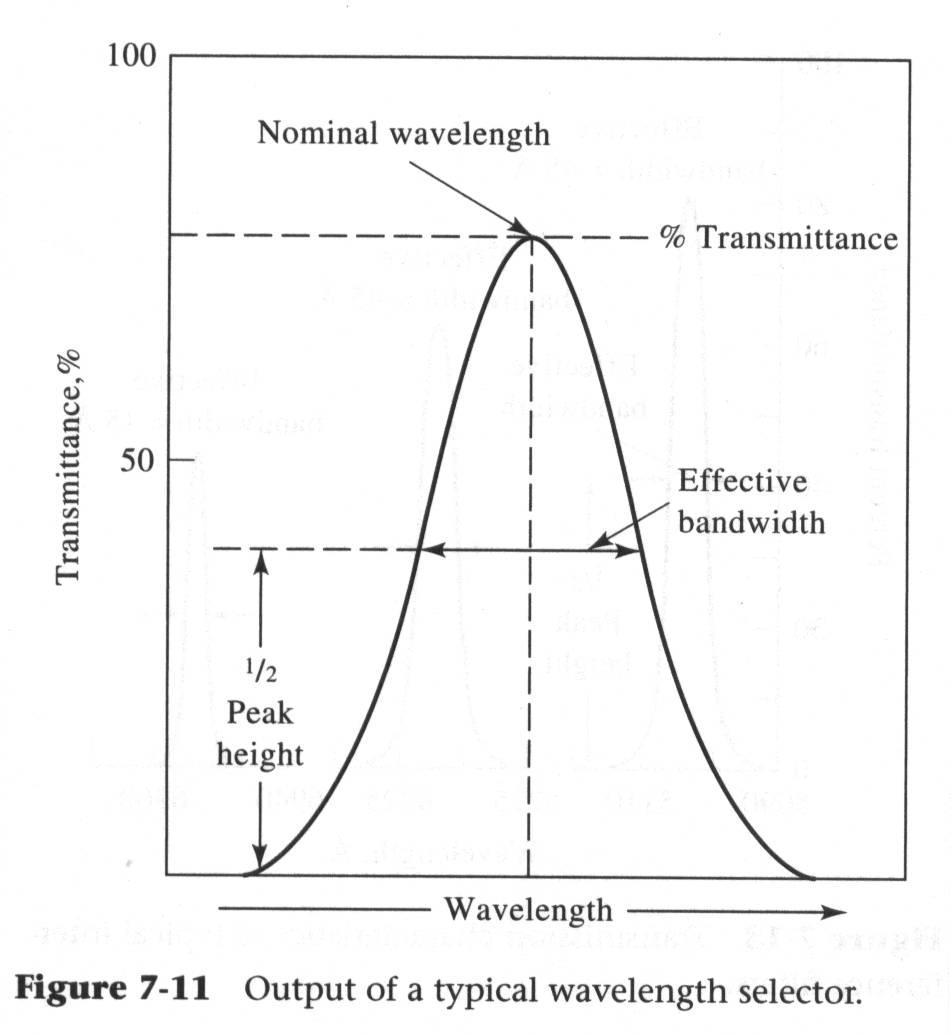 100
Nominal wavelength
% Transmittance
Transmittance,%
50
Effective
bandwidth
1/2
Peak
height
Wavelength
Figure 7-11 Output of a typical wavelength selector.